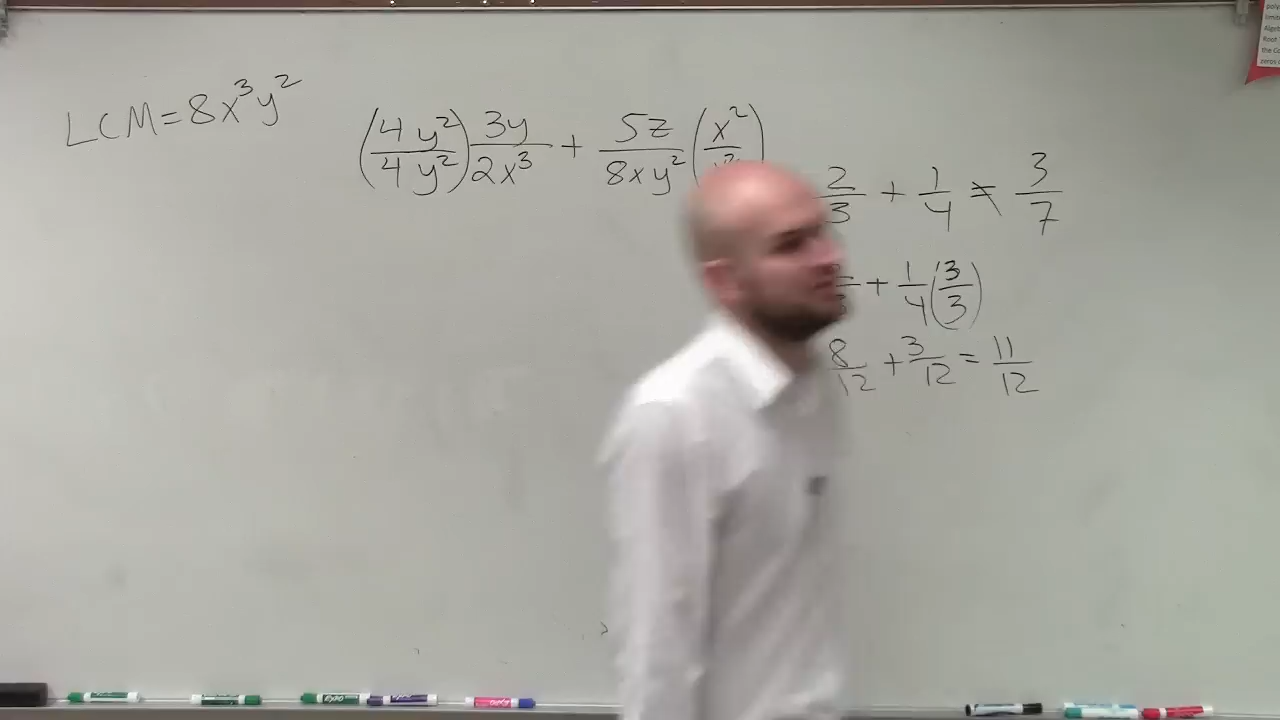 LCM = 8x³y²
(4y²/4y²) 3y/2x³ + 5z/8xy² (x²/
2/3 + 1/4 ≠ 3/7
+ 1/4 (3/3)
8/12 + 3/12 = 11/12
EXPO